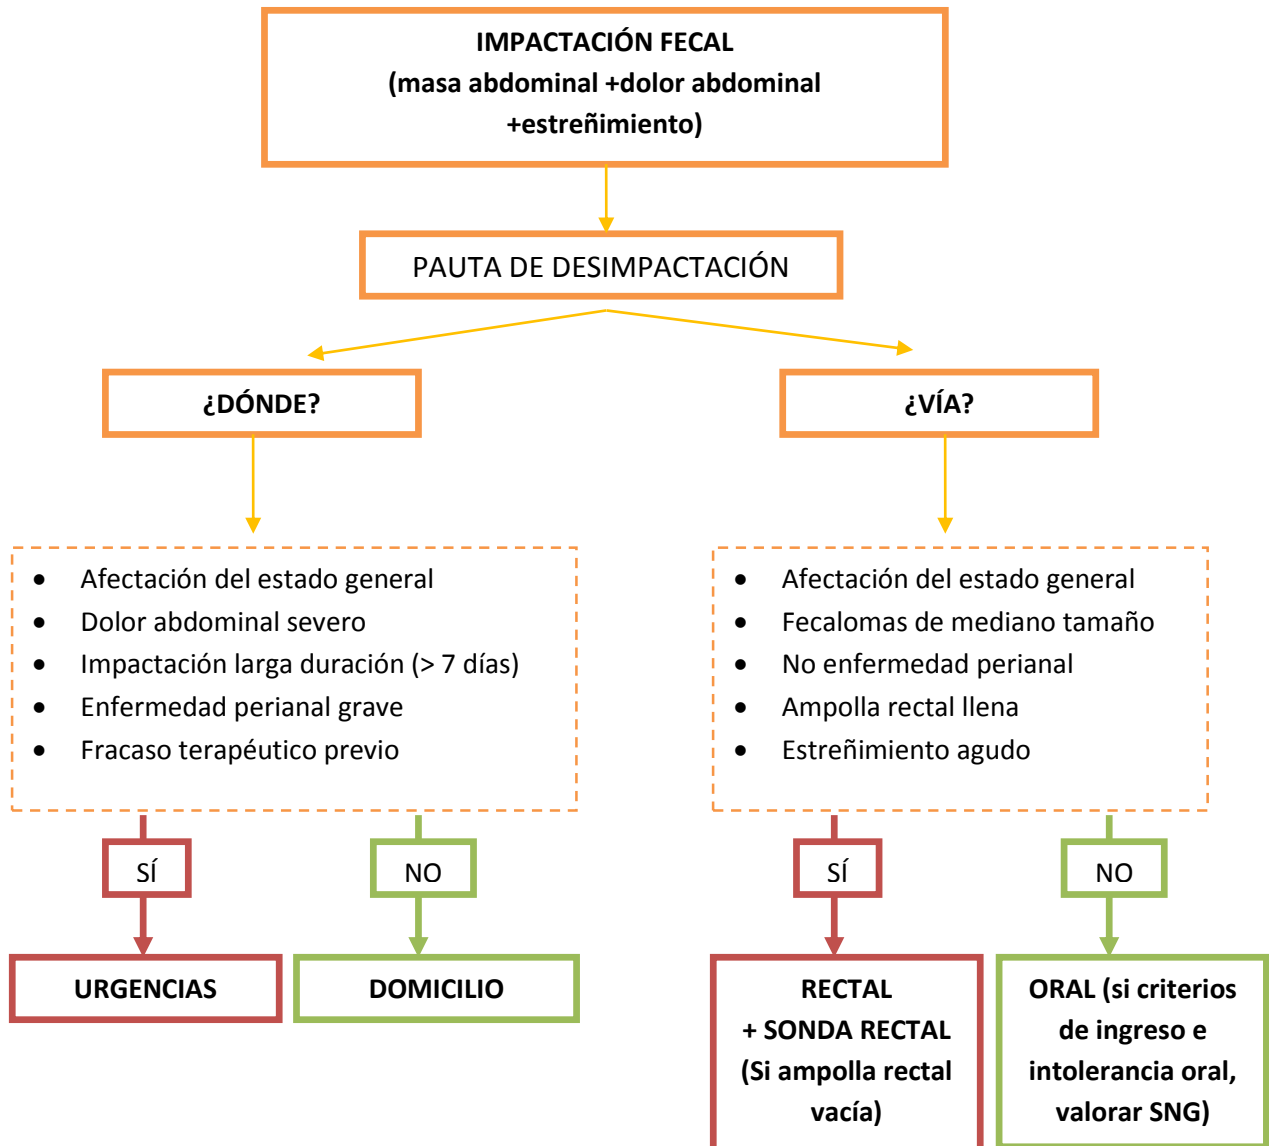 IMPACTACIÓN FECAL
(masa abdominal +dolor abdominal
+estreñimiento)
PAUTA DE DESIMPACTACIÓN
¿DÓNDE?
¿VÍA?
• Afectación del estado general
• Dolor abdominal severo
• Impactación larga duración (> 7 días)
• Enfermedad perianal grave
• Fracaso terapéutico previo
• Afectación del estado general
• Fecalomas de mediano tamaño
• No enfermedad perianal
• Ampolla rectal llena
• Estreñimiento agudo
SÍ
NO
SÍ
NO
URGENCIAS
DOMICILIO
RECTAL
+ SONDA RECTAL
(Si ampolla rectal
vacía)
ORAL (si criterios
de ingreso e
intolerancia oral,
valorar SNG)